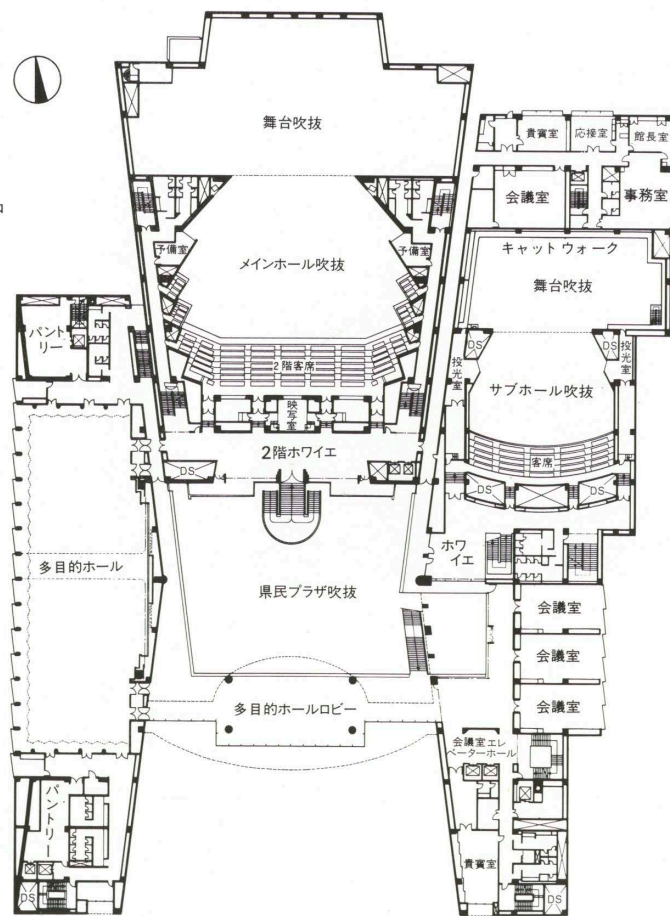 舞台吹抜
貴賓室
応接室
館長室
会議室
事務室
予備室
予備室
メインホール吹抜
キャットウォーク
舞台吹抜
パントリー
2階客席
映写室
DS
DS
投光室
投光室
サブホール吹抜
客席
2階ホワイエ
DS
DS
DS
多目的ホール
ホワイエ
県民プラザ吹抜
会議室
会議室
会議室
多目的ホールロビー
会議室エレ
ベーターホール
パントリー
貴賓室
DS
DS